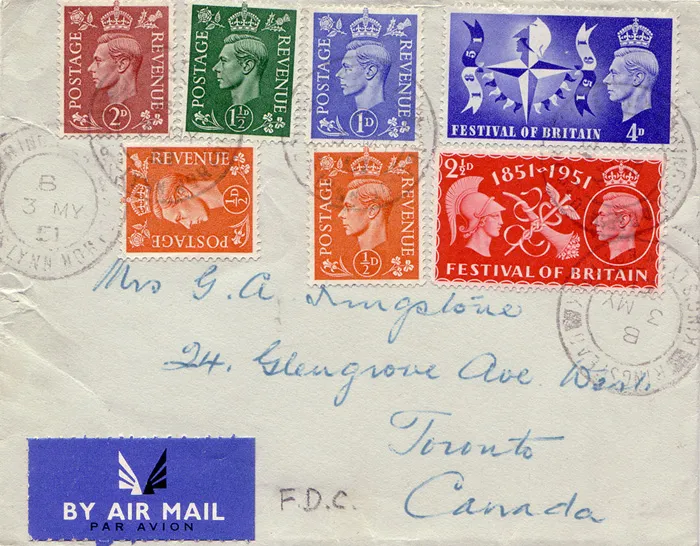 POSTAGE REVENUE 2D
POSTAGE REVENUE 1½D
POSTAGE REVENUE 1D
1851 1951
FESTIVAL OF BRITAIN 4D
POSTAGE REVENUE ½D
POSTAGE REVENUE ½D
2½D 1851-1951
FESTIVAL OF BRITAIN
B
3 MY
51
B
3
MY
Mrs G. A. Limgstone
24. Glengrove Ave West.
Toronto
Canada
F.D.C.
BY AIR MAIL
PAR AVION